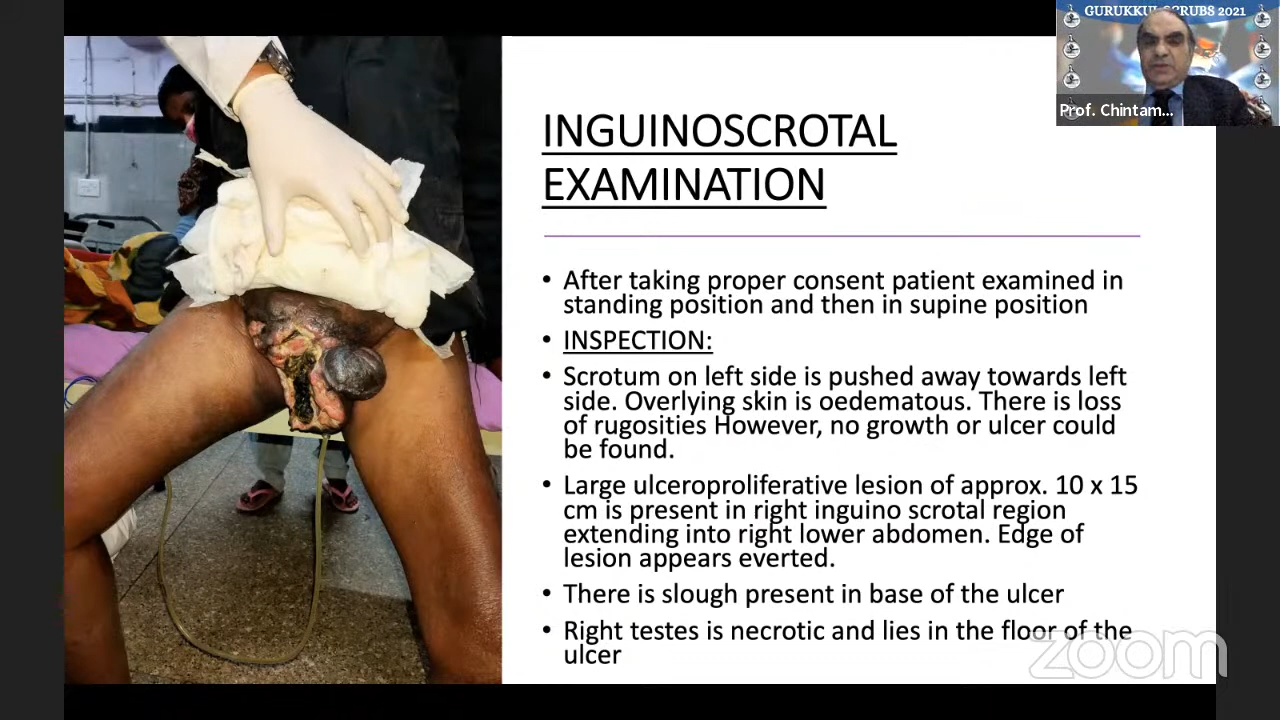 GURUKKUL SCRUBS 2021
Prof. Chintam...
INGUINOSCROTAL
EXAMINATION
• After taking proper consent patient examined in
standing position and then in supine position
• INSPECTION:
• Scrotum on left side is pushed away towards left
side. Overlying skin is oedematous. There is loss
of rugosities However, no growth or ulcer could
be found.
• Large ulceroproliferative lesion of approx. 10 x 15
cm is present in right inguino scrotal region
extending into right lower abdomen. Edge of
lesion appears everted.
• There is slough present in base of the ulcer
• Right testes is necrotic and lies in the floor of the
ulcer
zoom